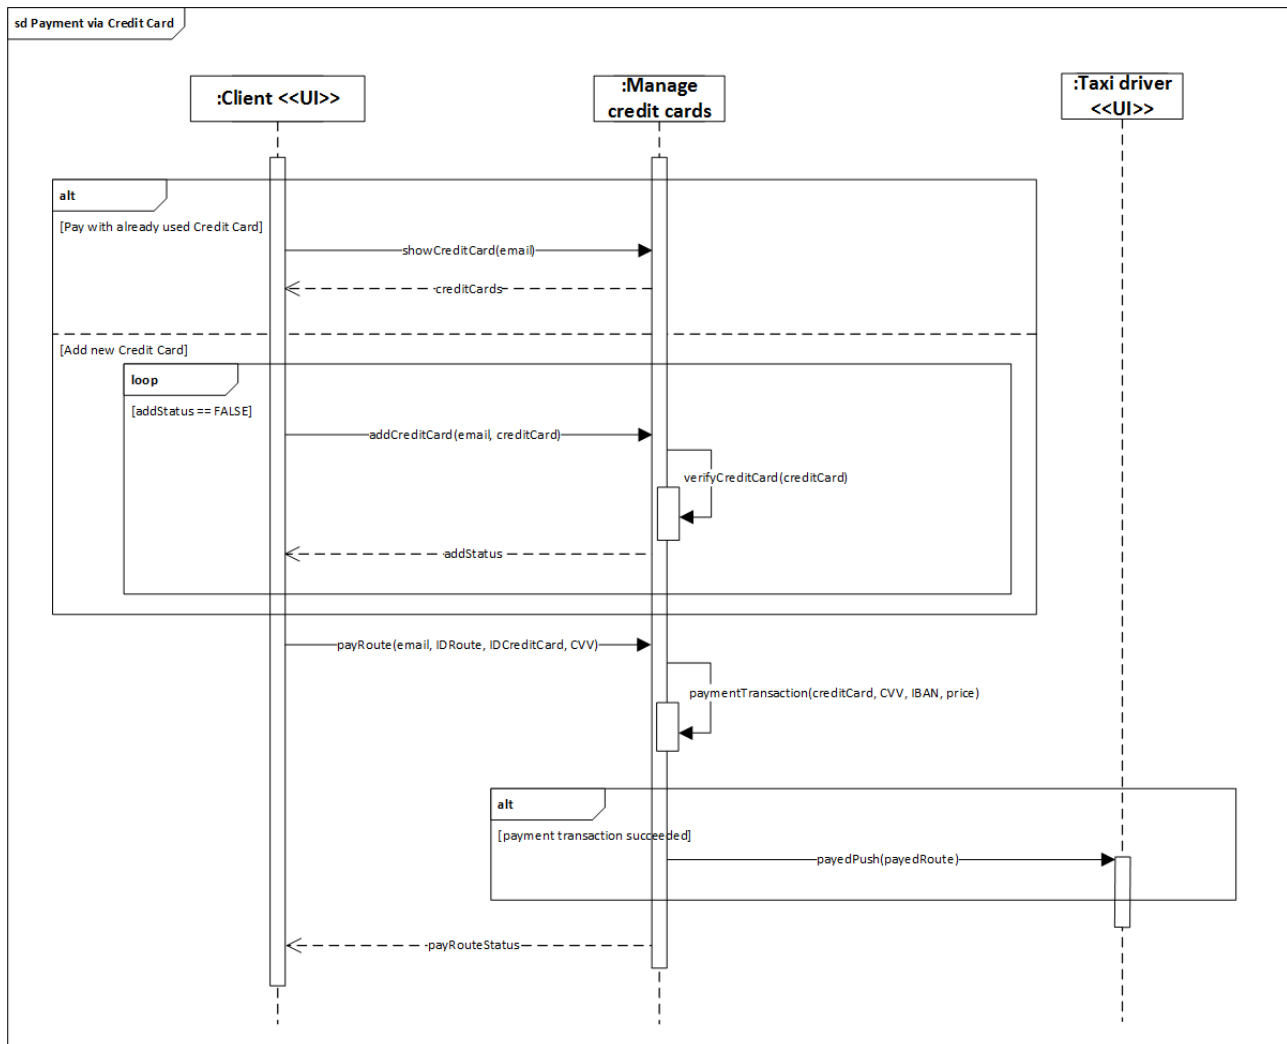 sd Payment via Credit Card
:Client <<UI>>
:Manage
credit cards
:Taxi driver
<<UI>>
alt
[Pay with already used Credit Card]
showCreditCard(email)
creditCards
[Add new Credit Card]
loop
[addStatus == FALSE]
addCreditCard(email, creditCard)
verifyCreditCard(creditCard)
addStatus
payRoute(email, IDRoute, IDCreditCard, CVV)
paymentTransaction(creditCard, CVV, IBAN, price)
alt
[payment transaction succeeded]
payedPush(payedRoute)
payRouteStatus